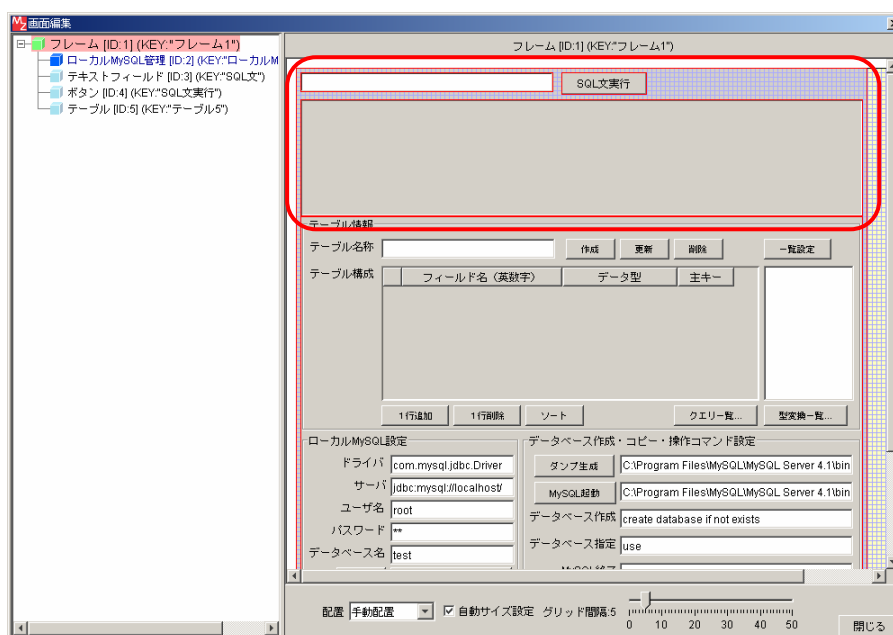 画面編集
フレーム [ID:1] (KEY:"フレーム1")
ローカルMySQL管理 [ID:2] (KEY:"ローカルM
テキストフィールド [ID:3] (KEY:"SQL文")
ボタン [ID:4] (KEY:"SQL文実行")
テーブル [ID:5] (KEY:"テーブル5")
フレーム [ID:1] (KEY:"フレーム1")
SQL文実行
テーブル情報
テーブル名称 作成 更新 削除 一覧設定
テーブル構成 フィールド名（英数字） データ型 主キー
1行追加 1行削除 ソート クエリ一覧... 型変換一覧...
ローカルMySQL設定
ドライバ com.mysql.jdbc.Driver
サーバ jdbc:mysql://localhost/
ユーザ名 root
パスワード **
データベース名 test
データベース作成・コピー・操作コマンド設定
ダンプ生成 C:\Program Files\MySQL\MySQL Server 4.1\bin
MySQL起動 C:\Program Files\MySQL\MySQL Server 4.1\bin
データベース作成 create database if not exists
データベース指定 use
配置 手動配置 自動サイズ設定 グリッド間隔:5
0 10 20 30 40 50
閉じる